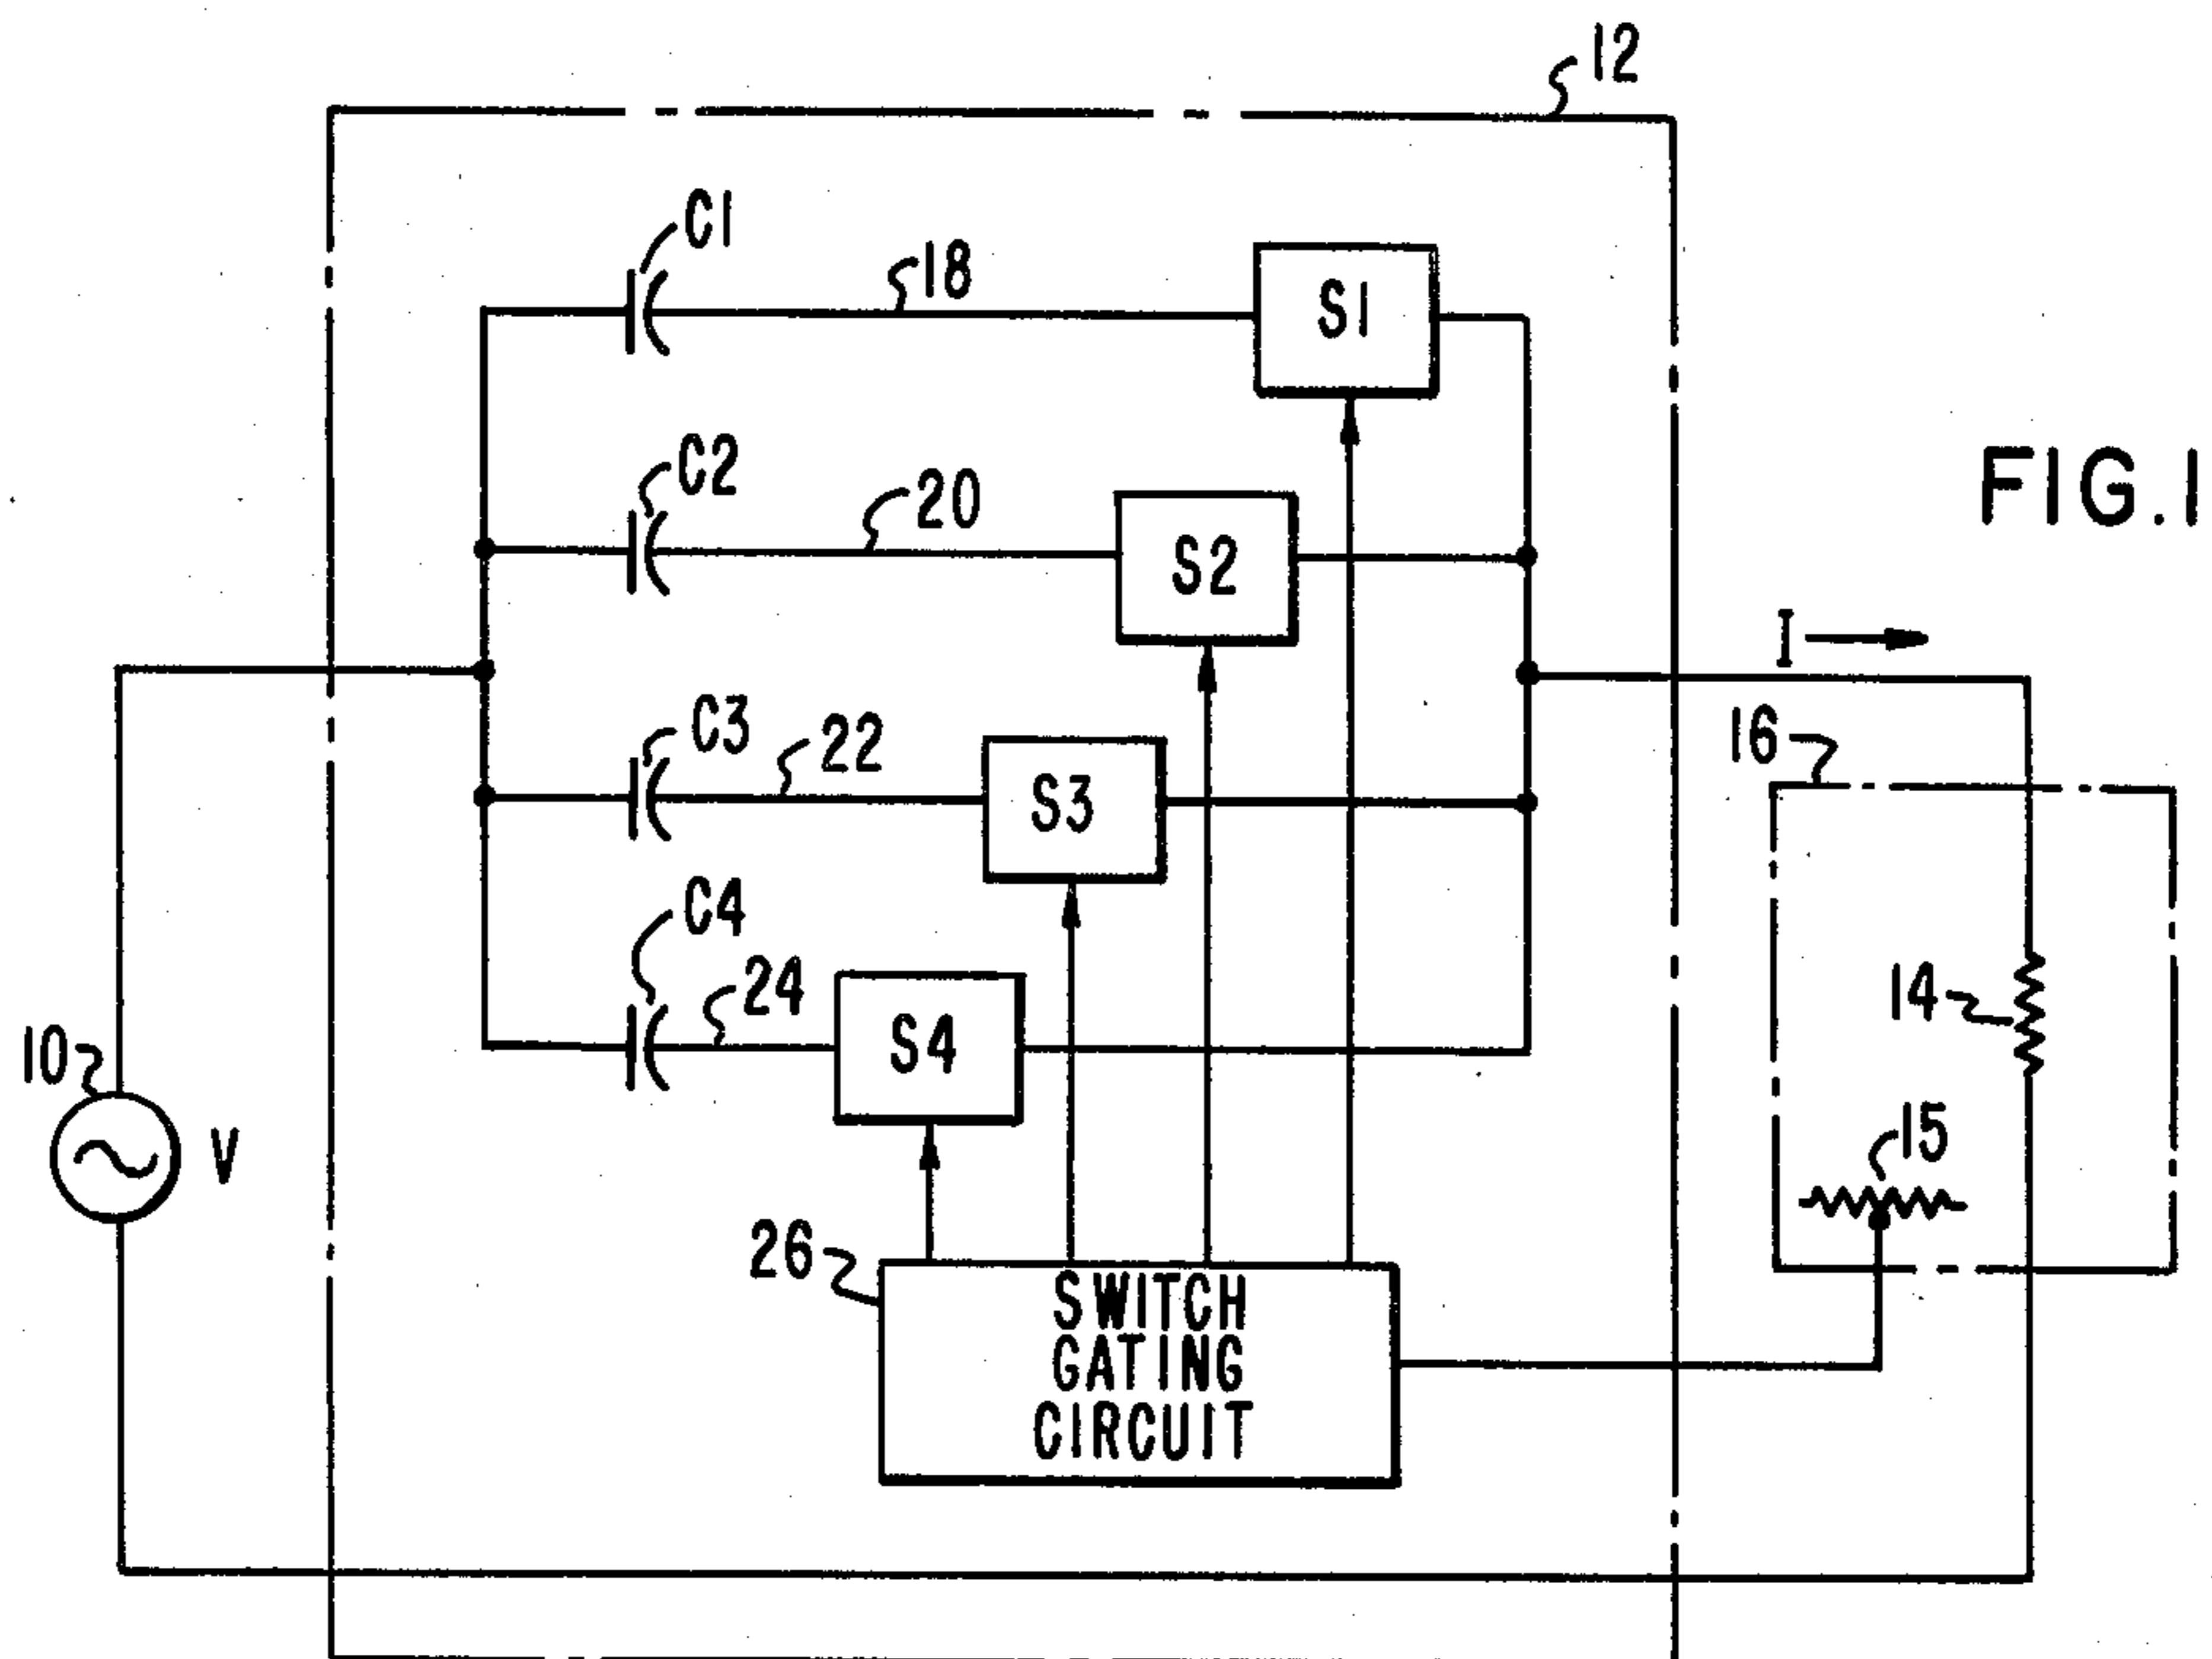 12
C1
18
S1
C2
20
S2
FIG.1
I
C3
22
S3
16
C4
24
S4
14
10
V
15
26
SWITCH
GATING
CIRCUIT